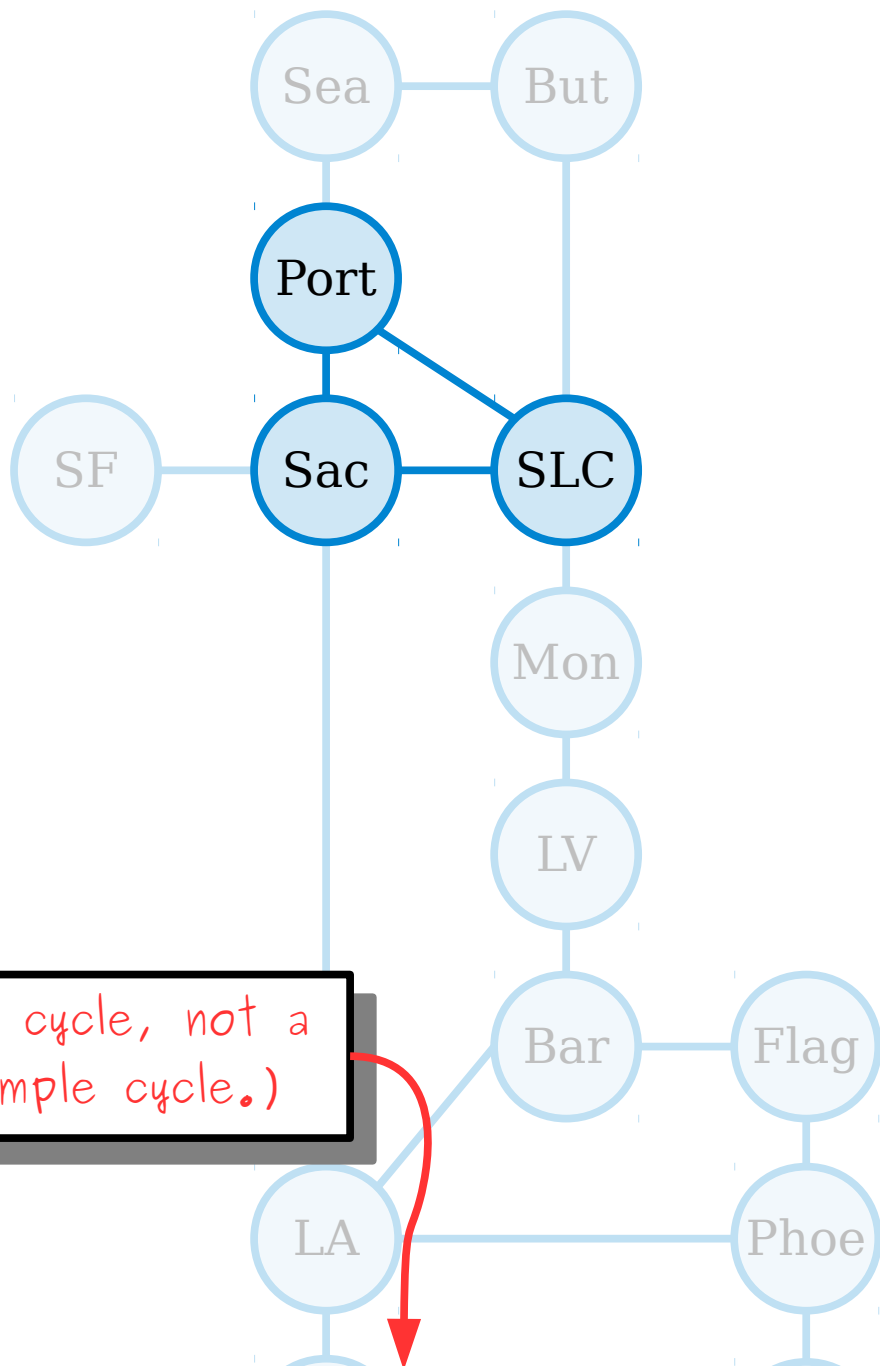 Sea But
Port
SF Sac SLC
Mon
LV
cycle, not a
mple cycle.)
Bar Flag
LA Phoe